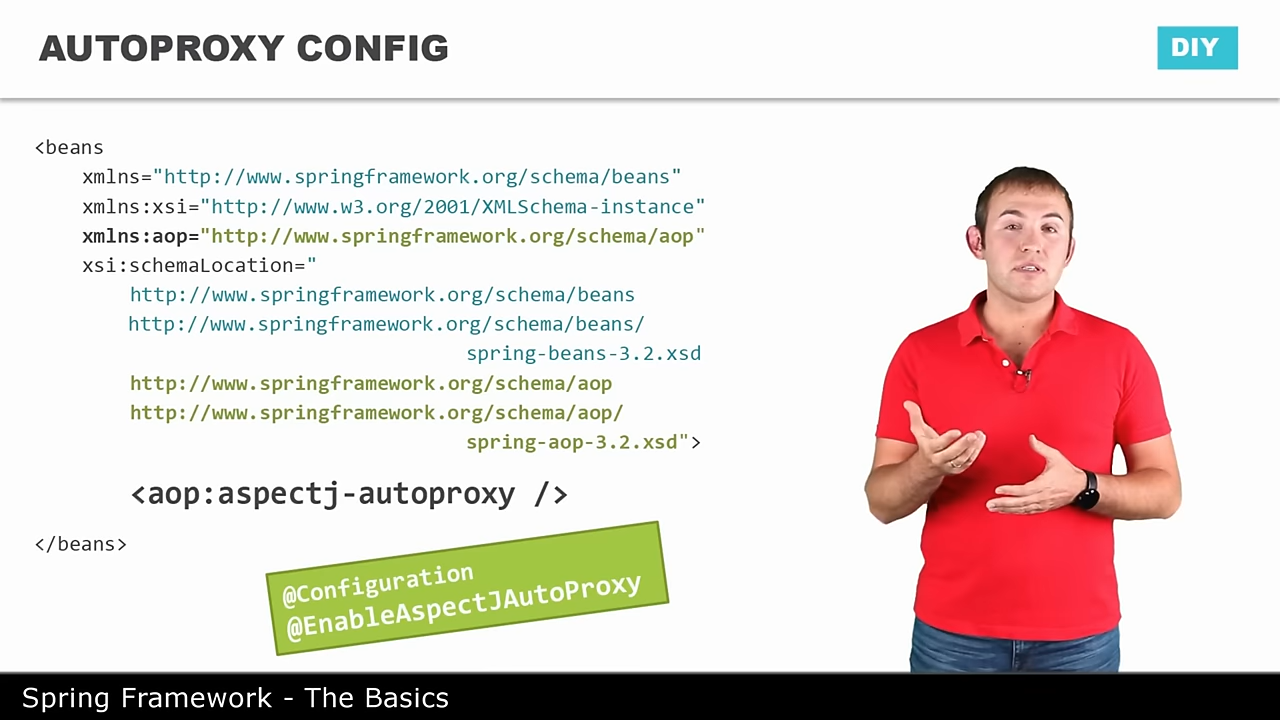 AUTOPROXY CONFIG
DIY
<beans
xmlns="http://www.springframework.org/schema/beans"
xmlns:xsi="http://www.w3.org/2001/XMLSchema-instance"
xmlns:aop="http://www.springframework.org/schema/aop"
xsi:schemaLocation="
http://www.springframework.org/schema/beans
http://www.springframework.org/schema/beans/
spring-beans-3.2.xsd
http://www.springframework.org/schema/aop
http://www.springframework.org/schema/aop/
spring-aop-3.2.xsd">
<aop:aspectj-autoproxy />
</beans>
@Configuration
@EnableAspectJAutoProxy
Spring Framework - The Basics